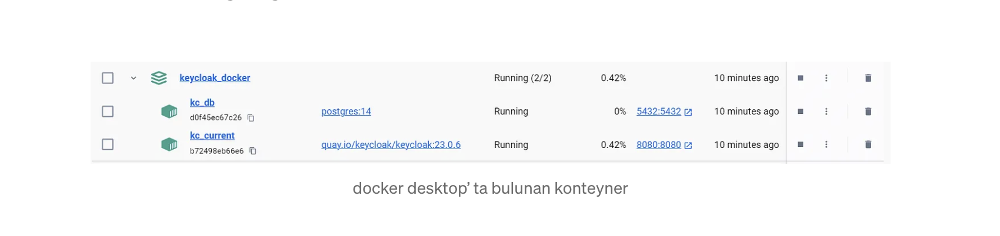 keycloak_docker Running (2/2) 0.42% 10 minutes ago
kc_db
d0f45ec67c26 postgres:14 Running 0% 5432:5432 10 minutes ago
kc_current
b72498eb66e6 quay.io/keycloak/keycloak:23.0.6 Running 0.42% 8080:8080 10 minutes ago
docker desktop’ ta bulunan konteyner